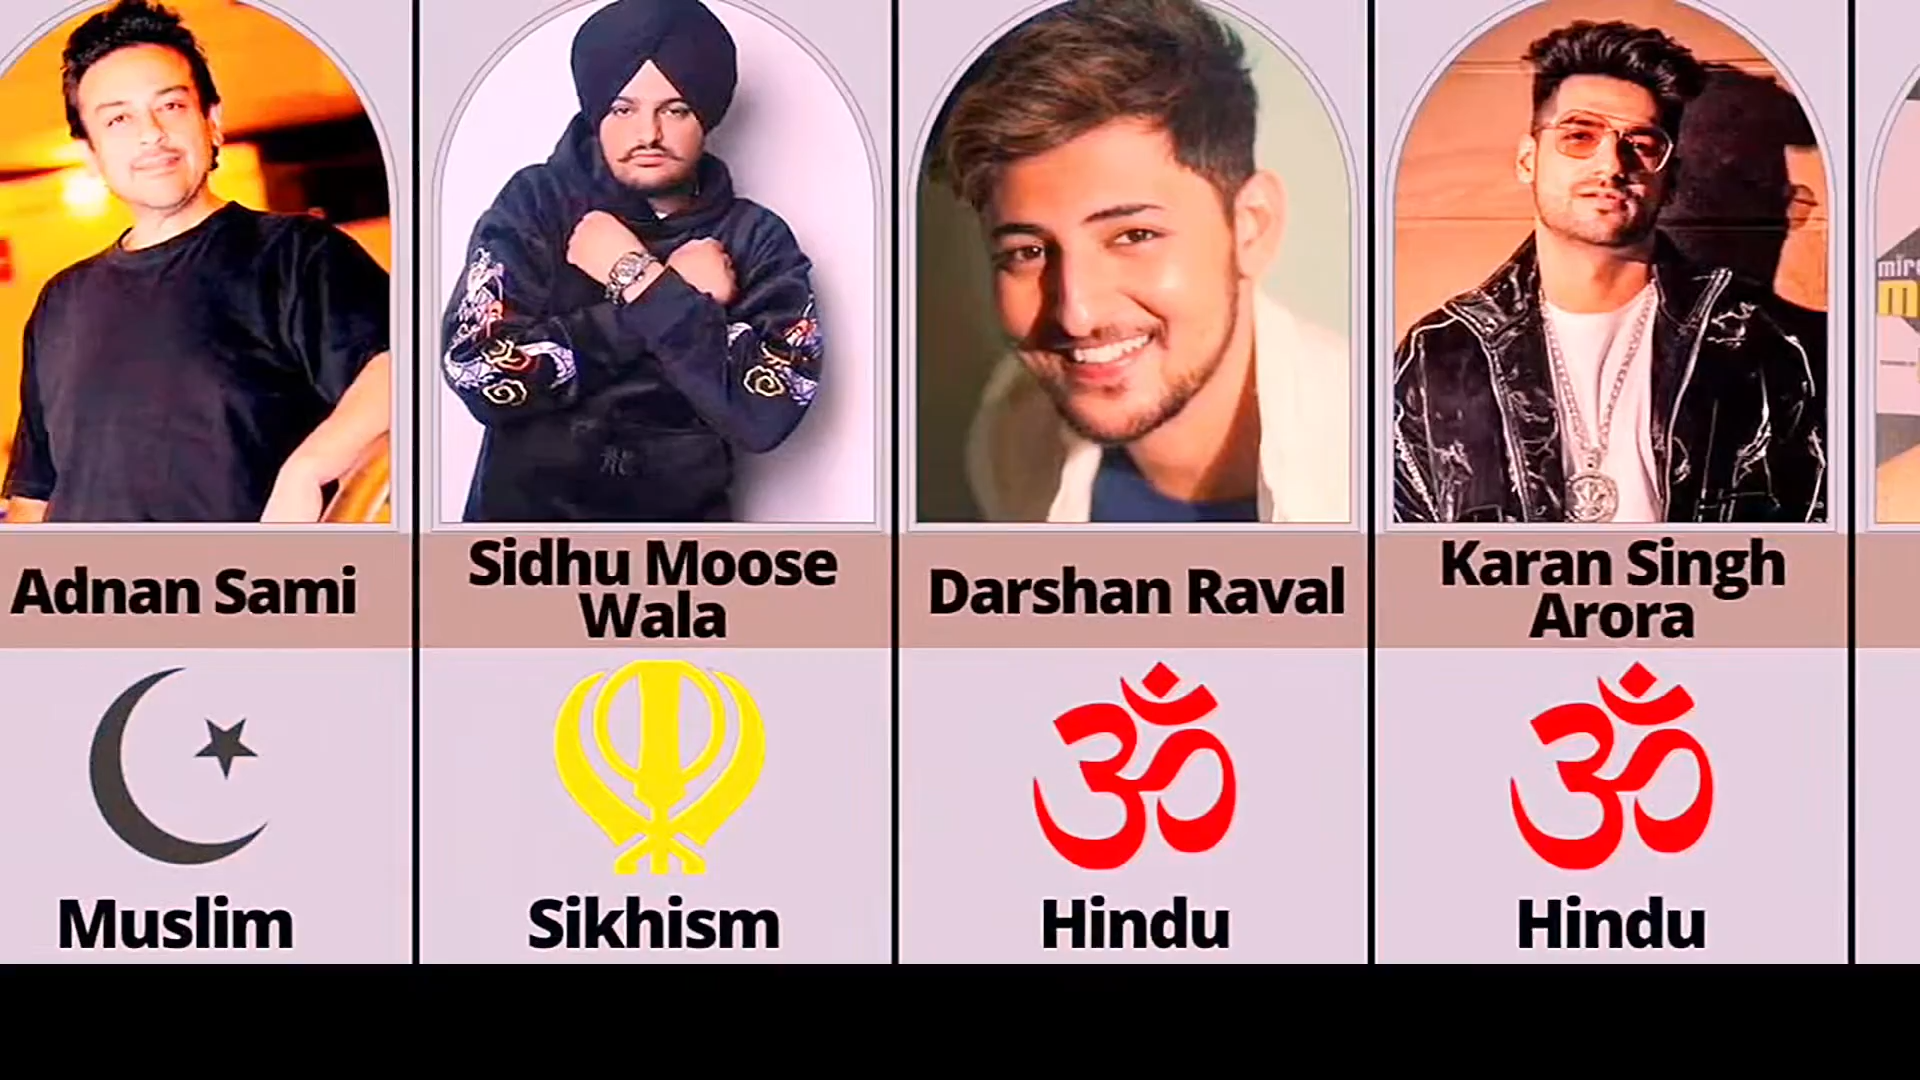 Adnan Sami
Sidhu Moose
Wala
Darshan Raval
Karan Singh
Arora
ॐ
ॐ
Muslim
Sikhism
Hindu
Hindu